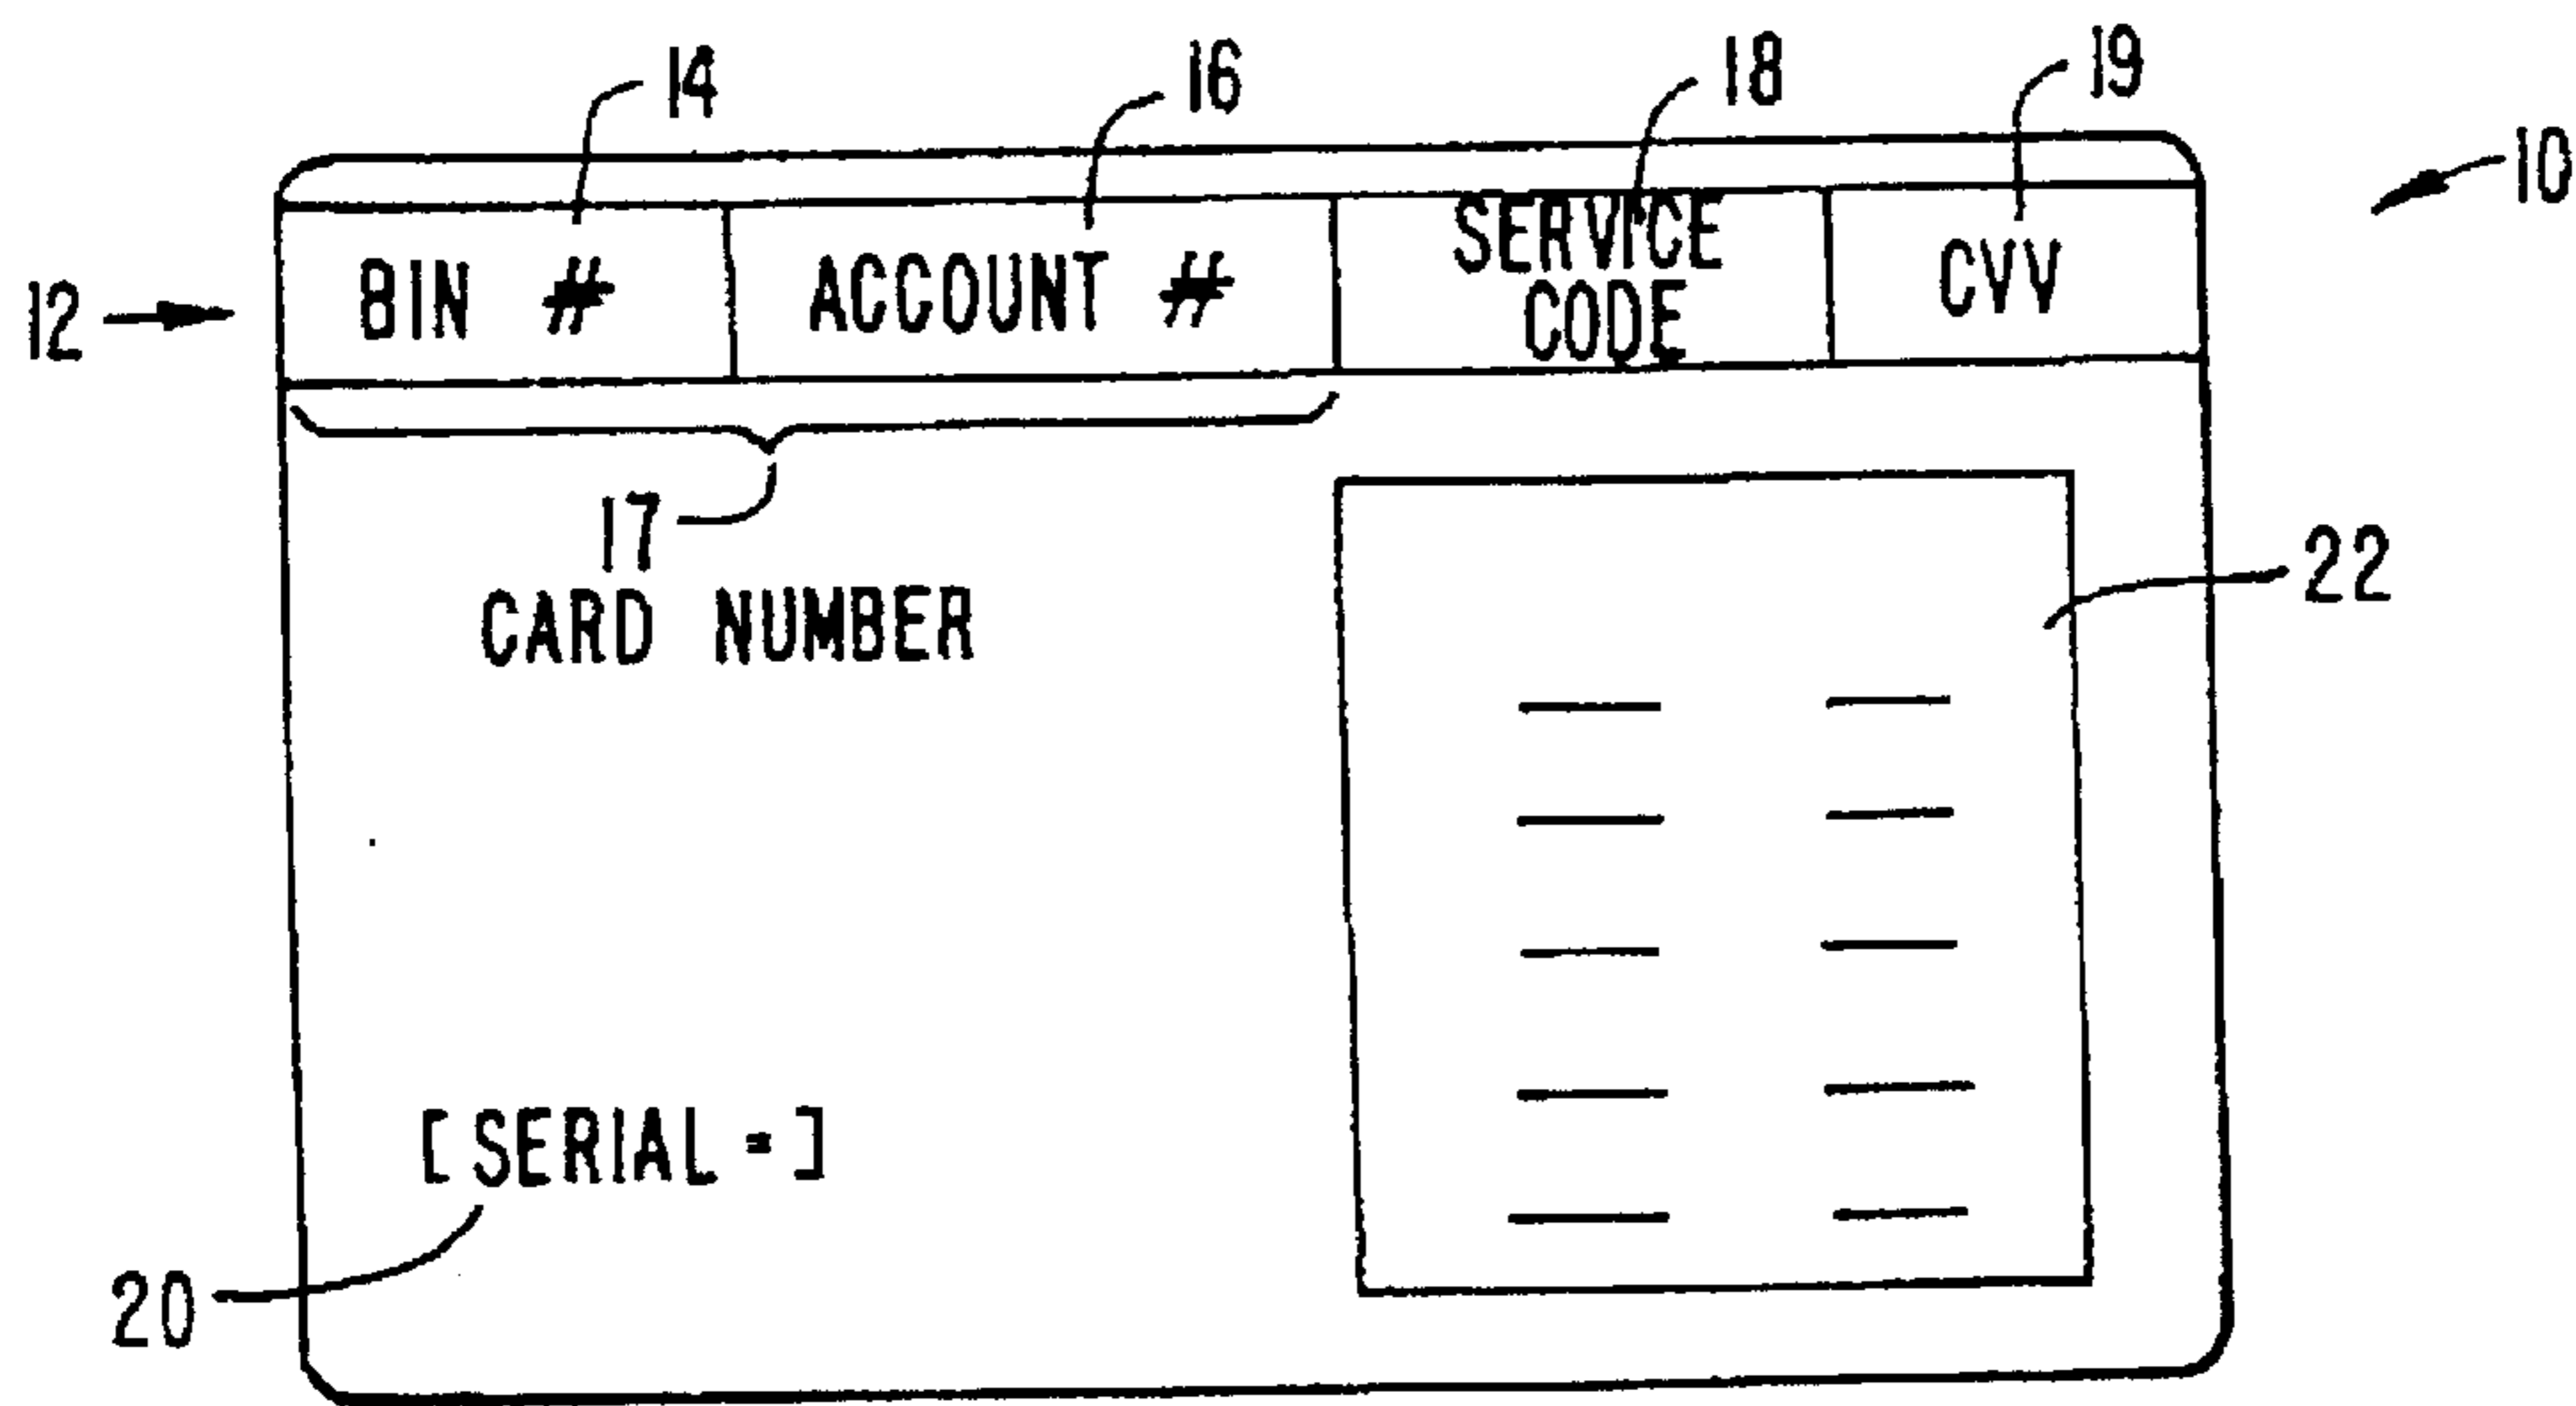 14 16 18 19
10
12 BIN # ACCOUNT # SERVICE CODE CVV
17
CARD NUMBER
22
[SERIAL = ]
20